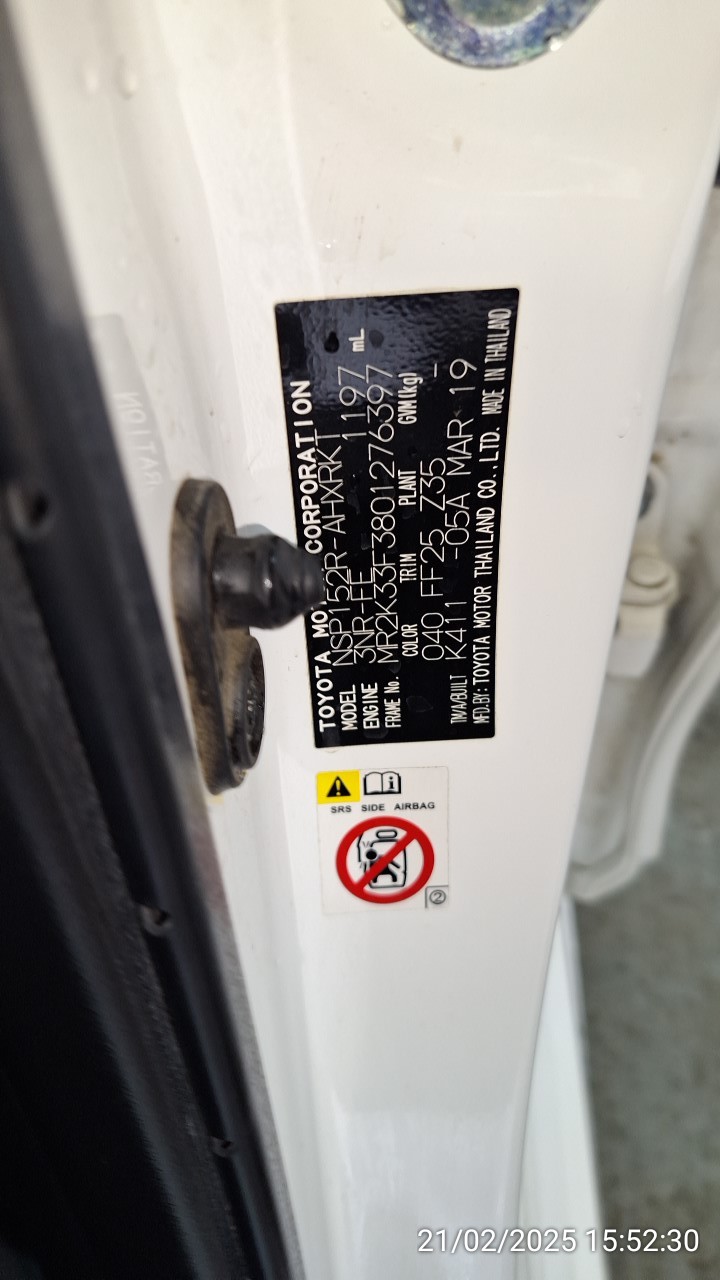 TOYOTA MO CORPORATION
MODEL NSP152R-AHXRKT
ENGINE 3NR-FE 1197 mL
FRAME No. MR2K33F3801276397
COLOR TRIM PLANT GVM(kg)
040 FF25 Z35 -
T/A/BUILT K411 -05A MAR 19
MFD.BY: TOYOTA MOTOR THAILAND CO.,LTD. MADE IN THAILAND
SRS SIDE AIRBAG
2
21/02/2025 15:52:30